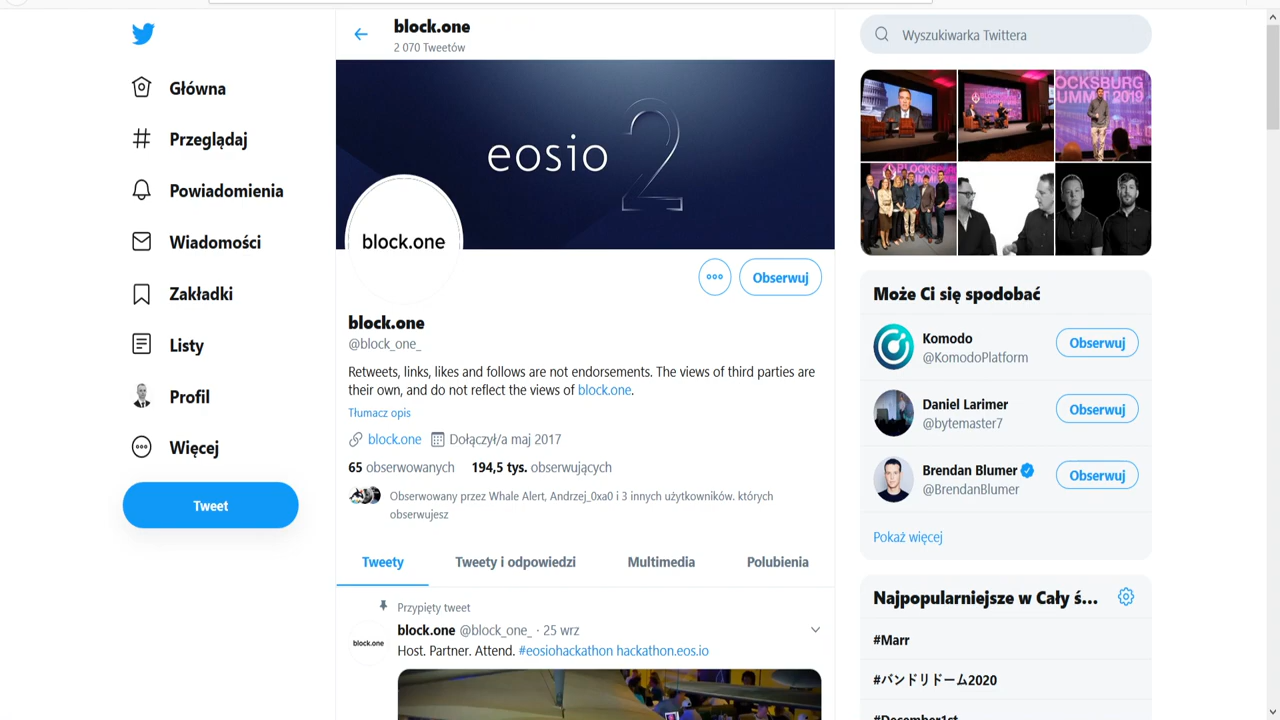 block.one
2 070 Tweetów
Wyszukiwarka Twittera
Główna
Przeglądaj
Powiadomienia
Wiadomości
Zakładki
Listy
Profil
Więcej
Tweet
eosio 2
block.one
Obserwuj
block.one
@block_one_
Retweets, links, likes and follows are not endorsements. The views of third parties are
their own, and do not reflect the views of block.one.
Tłumacz opis
block.one Dołączył/a maj 2017
65 obserwowanych 194,5 tys. obserwujących
Obserwowany przez Whale Alert, Andrzej_0xa0 i 3 innych użytkowników. których
obserwujesz
Tweety Tweety i odpowiedzi Multimedia Polubienia
Przypięty tweet
block.one @block_one_ · 25 wrz
block.one
Host. Partner. Attend. #eosiohackathon hackathon.eos.io
OCKSBURG
SUMMIT 2019
Może Ci się spodobać
Komodo
@KomodoPlatform
Obserwuj
Daniel Larimer
@bytemaster7
Obserwuj
Brendan Blumer
@BrendanBlumer
Obserwuj
Pokaż więcej
Najpopularniejsze w Cały ś...
#Marr
#バンドリドーム2020
#December1st